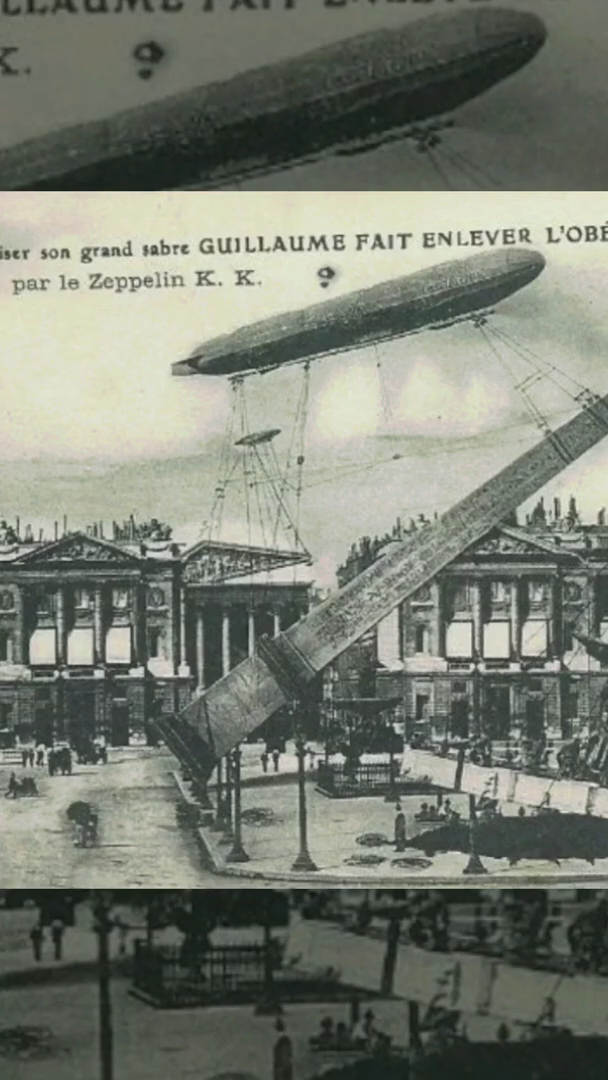 iser son grand sabre GUILLAUME FAIT ENLEVER L'OBÉ
par le Zeppelin K. K. ?